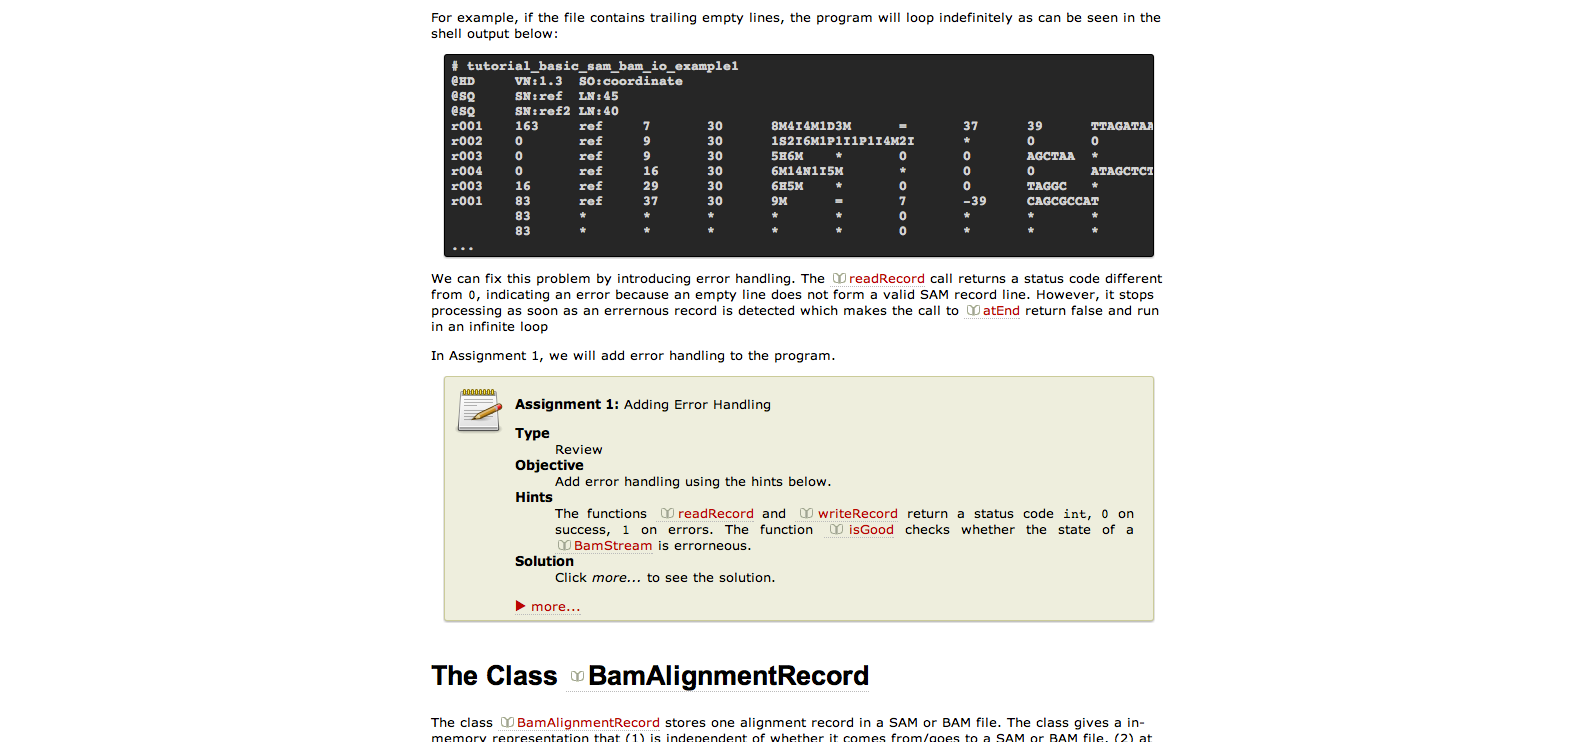 For example, if the file contains trailing empty lines, the program will loop indefinitely as can be seen in the
shell output below:
# tutorial_basic_sam_bam_io_example1
@HD VN:1.3 SO:coordinate
@SQ SN:ref LN:45
@SQ SN:ref2 LN:40
r001 163 ref 7 30 8M4I4M1D3M = 37 39 TTAGATAA
r002 0 ref 9 30 1S2I6M1P1I1P1I4M2I * 0 0
r003 0 ref 9 30 5H6M * 0 0 AGCTAA *
r004 0 ref 16 30 6M14N1I5M * 0 0 ATAGCTCT
r003 16 ref 29 30 6H5M * 0 0 TAGGC *
r001 83 ref 37 30 9M = 7 -39 CAGCGCCAT
83 * * * * * 0 * * *
83 * * * * * 0 * * *
...
We can fix this problem by introducing error handling. The readRecord call returns a status code different
from 0, indicating an error because an empty line does not form a valid SAM record line. However, it stops
processing as soon as an errernous record is detected which makes the call to atEnd return false and run
in an infinite loop
In Assignment 1, we will add error handling to the program.
Assignment 1: Adding Error Handling
Type
Review
Objective
Add error handling using the hints below.
Hints
The functions readRecord and writeRecord return a status code int, 0 on
success, 1 on errors. The function isGood checks whether the state of a
BamStream is errorneous.
Solution
Click more... to see the solution.
more...
The Class BamAlignmentRecord
The class BamAlignmentRecord stores one alignment record in a SAM or BAM file. The class gives a in-
memory representation that (1) is independent of whether it comes from/goes to a SAM or BAM file, (2) at